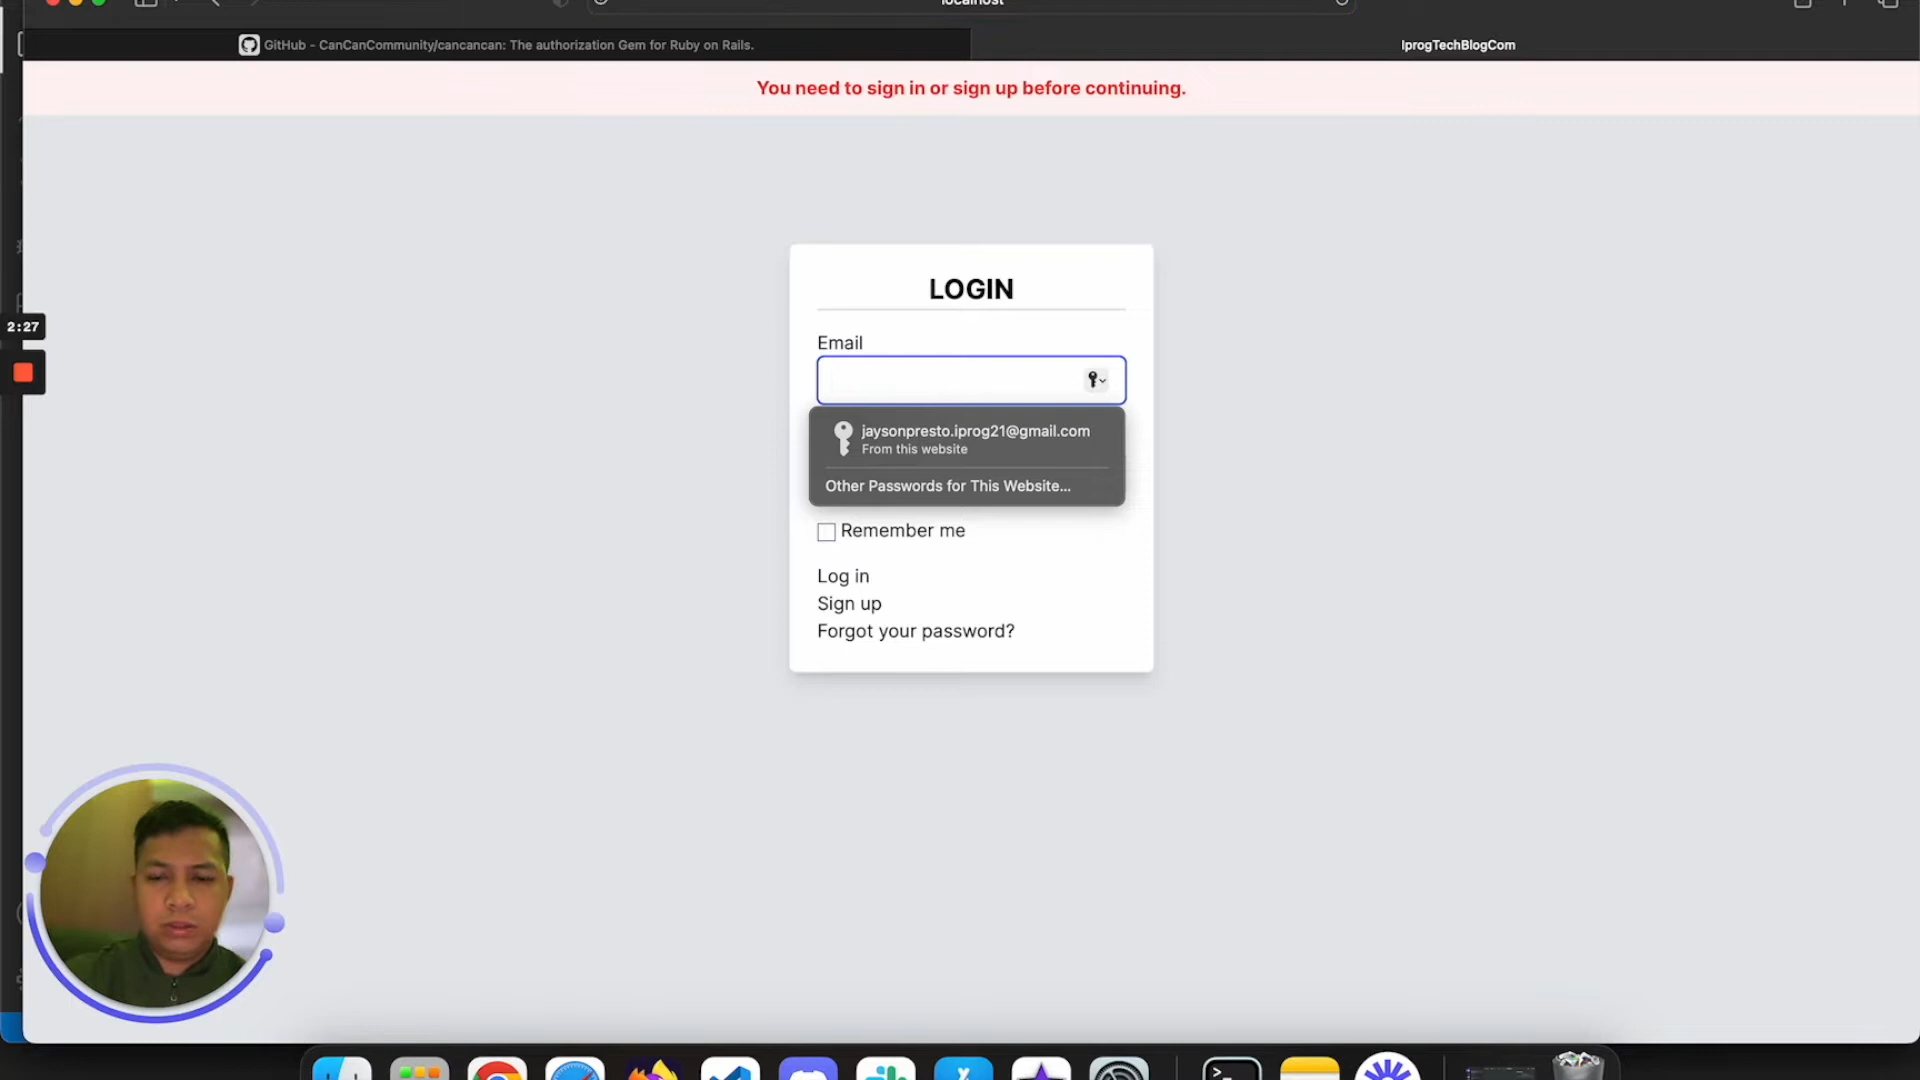 localhost
GitHub - CanCanCommunity/cancancan: The authorization Gem for Ruby on Rails.
IprogTechBlogCom
You need to sign in or sign up before continuing.
2:27
LOGIN
Email
jaysonpresto.iprog21@gmail.com
From this website
Other Passwords for This Website...
Remember me
Log in
Sign up
Forgot your password?